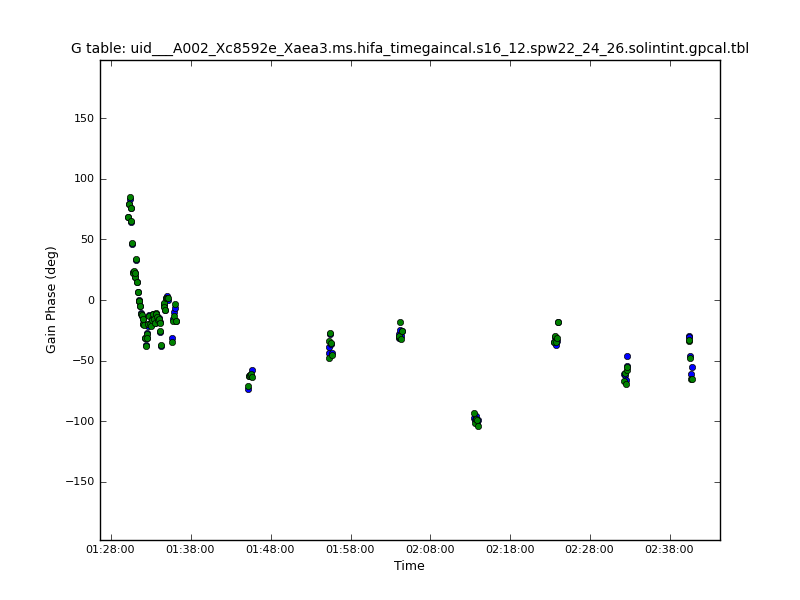 G table: uid___A002_Xc8592e_Xaea3.ms.hifa_timegaincal.s16_12.spw22_24_26.solintint.gpcal.tbl
150
100
50
0
−50
−100
−150
Gain Phase (deg)
01:28:00 01:38:00 01:48:00 01:58:00 02:08:00 02:18:00 02:28:00 02:38:00
Time